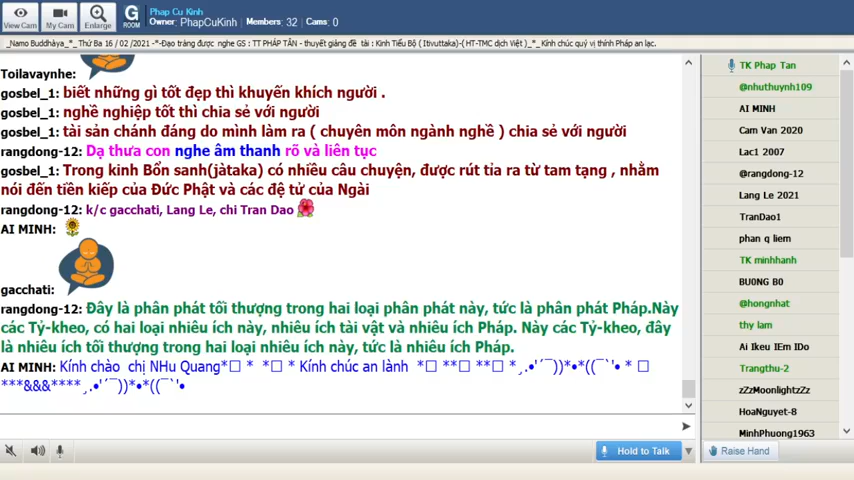 View Cam
My Cam
Enlarge
G
ROOM
Phap Cu Kinh
Owner: PhapCuKinh | Members: 32 | Cams: 0
_Namo Buddhàya_*_ Thứ Ba 16 / 02 /2021 -*-Đạo tràng được nghe GS : TT PHÁP TÂN - thuyết giảng đề tài : Kinh Tiểu Bộ ( Itivuttaka)-( HT-TMC dịch Việt )_*_ Kính chúc quý vị thính Pháp an lạc.
Toilavaynhe:
gosbel_1: biết những gì tốt đẹp thì khuyến khích người .
gosbel_1: nghề nghiệp tốt thì chia sẻ với người
gosbel_1: tài sản chánh đáng do mình làm ra ( chuyên môn ngành nghề ) chia sẻ với người
rangdong-12: Dạ thưa con nghe âm thanh rõ và liên tục
gosbel_1: Trong kinh Bổn sanh(jàtaka) có nhiều câu chuyện, được rút tỉa ra từ tam tạng , nhằm
nói đến tiền kiếp của Đức Phật và các đệ tử của Ngài
rangdong-12: k/c gacchati, Lang Le, chi Tran Dao
AI MINH:
gacchati:
rangdong-12: Đây là phân phát tối thượng trong hai loại phân phát này, tức là phân phát Pháp.Này
các Tỷ-kheo, có hai loại nhiêu ích này, nhiêu ích tài vật và nhiêu ích Pháp. Này các Tỷ-kheo, đây
là nhiêu ích tối thượng trong hai loại nhiêu ích này, tức là nhiêu ích Pháp.
AI MINH: Kính chào chị NHu Quang*□ * *□ * Kính chúc an lành *□ **□ **□ *¸.•'´¯))*•*((¯`'• * □
***&&&****¸.•'´¯))*•*((¯`'•
Hold to Talk
Raise Hand
TK Phap Tan
@nhuthuynh109
AI MINH
Cam Van 2020
Lac1 2007
@rangdong-12
Lang Le 2021
TranDao1
phan q liem
TK minhhanh
BU0NG B0
@hongnhat
thy lam
Ai Ikeu IEm IDo
Trangthu-2
zZzMoonlightzZz
HoaNguyet-8
MinhPhuong1963